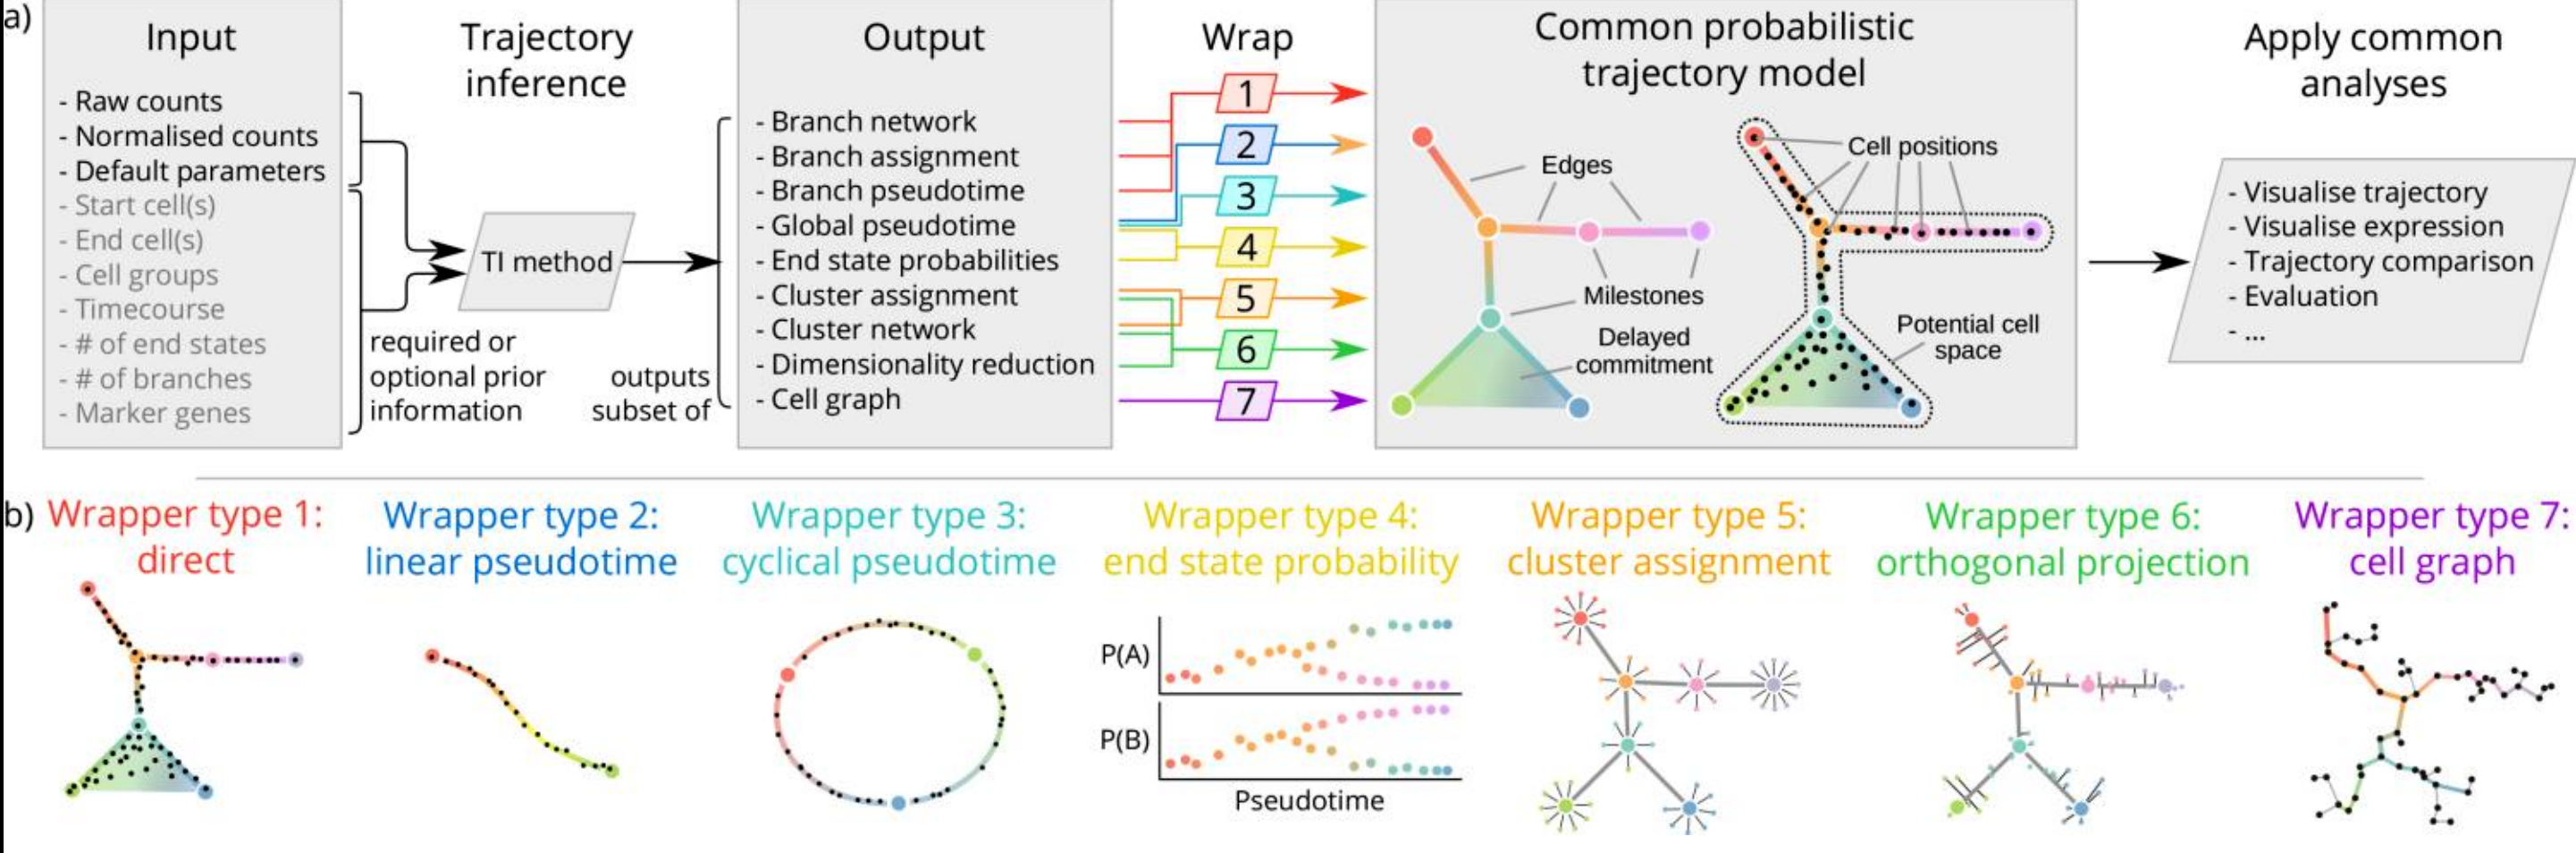 a)
Input
- Raw counts
- Normalised counts
- Default parameters
- Start cell(s)
- End cell(s)
- Cell groups
- Timecourse
- # of end states
- # of branches
- Marker genes
Trajectory
inference
required or
optional prior
information
TI method
outputs
subset of
Output
- Branch network
- Branch assignment
- Branch pseudotime
- Global pseudotime
- End state probabilities
- Cluster assignment
- Cluster network
- Dimensionality reduction
- Cell graph
Wrap
1
2
3
4
5
6
7
Common probabilistic
trajectory model
Edges
Milestones
Delayed
commitment
Cell positions
Potential cell
space
Apply common
analyses
- Visualise trajectory
- Visualise expression
- Trajectory comparison
- Evaluation
- ...
b)
Wrapper type 1:
direct
Wrapper type 2:
linear pseudotime
Wrapper type 3:
cyclical pseudotime
Wrapper type 4:
end state probability
P(A)
P(B)
Pseudotime
Wrapper type 5:
cluster assignment
Wrapper type 6:
orthogonal projection
Wrapper type 7:
cell graph